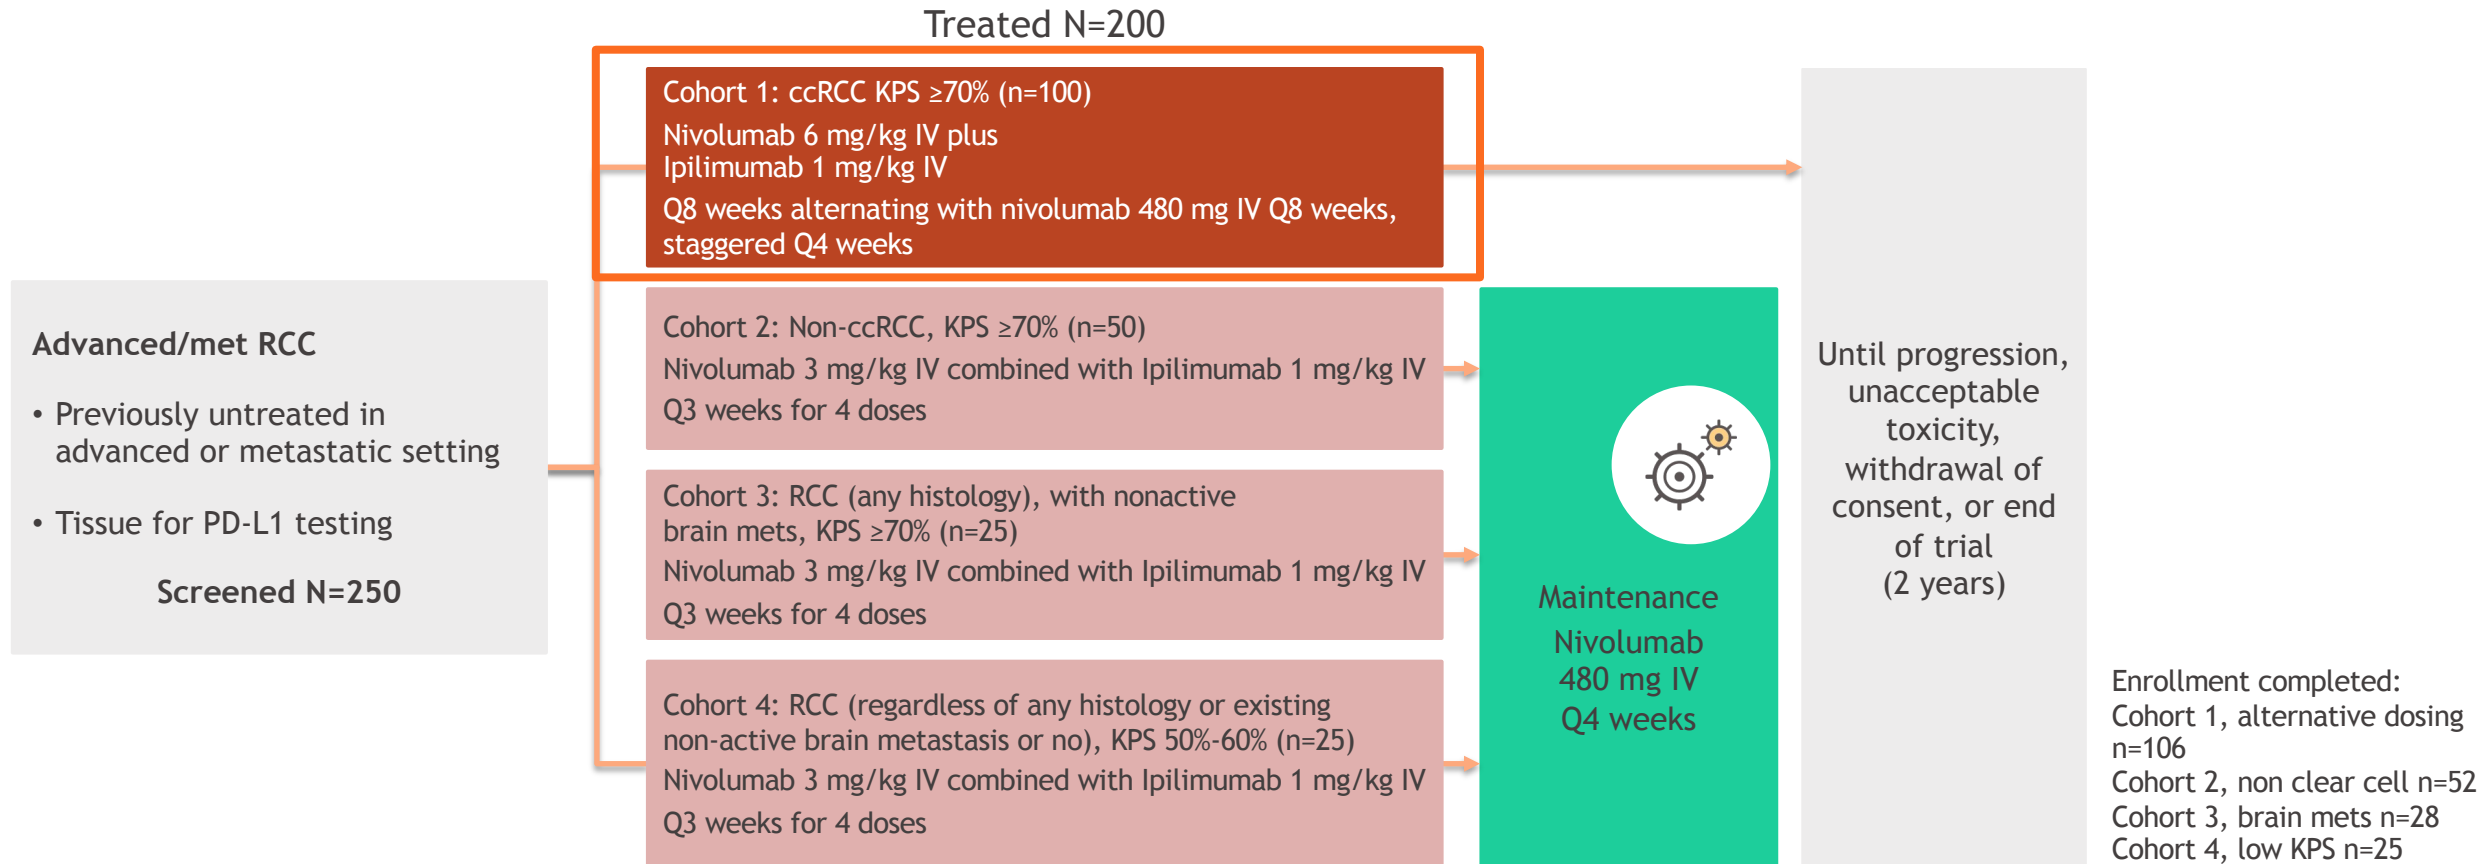 Treated N=200
Advanced/met RCC
• Previously untreated in
advanced or metastatic setting
• Tissue for PD-L1 testing
Screened N=250
Cohort 1: ccRCC KPS ≥70% (n=100)
Nivolumab 6 mg/kg IV plus
Ipilimumab 1 mg/kg IV
Q8 weeks alternating with nivolumab 480 mg IV Q8 weeks,
staggered Q4 weeks
Cohort 2: Non-ccRCC, KPS ≥70% (n=50)
Nivolumab 3 mg/kg IV combined with Ipilimumab 1 mg/kg IV
Q3 weeks for 4 doses
Cohort 3: RCC (any histology), with nonactive
brain mets, KPS ≥70% (n=25)
Nivolumab 3 mg/kg IV combined with Ipilimumab 1 mg/kg IV
Q3 weeks for 4 doses
Cohort 4: RCC (regardless of any histology or existing
non-active brain metastasis or no), KPS 50%-60% (n=25)
Nivolumab 3 mg/kg IV combined with Ipilimumab 1 mg/kg IV
Q3 weeks for 4 doses
Maintenance
Nivolumab
480 mg IV
Q4 weeks
Until progression,
unacceptable
toxicity,
withdrawal of
consent, or end
of trial
(2 years)
Enrollment completed:
Cohort 1, alternative dosing
n=106
Cohort 2, non clear cell n=52
Cohort 3, brain mets n=28
Cohort 4, low KPS n=25